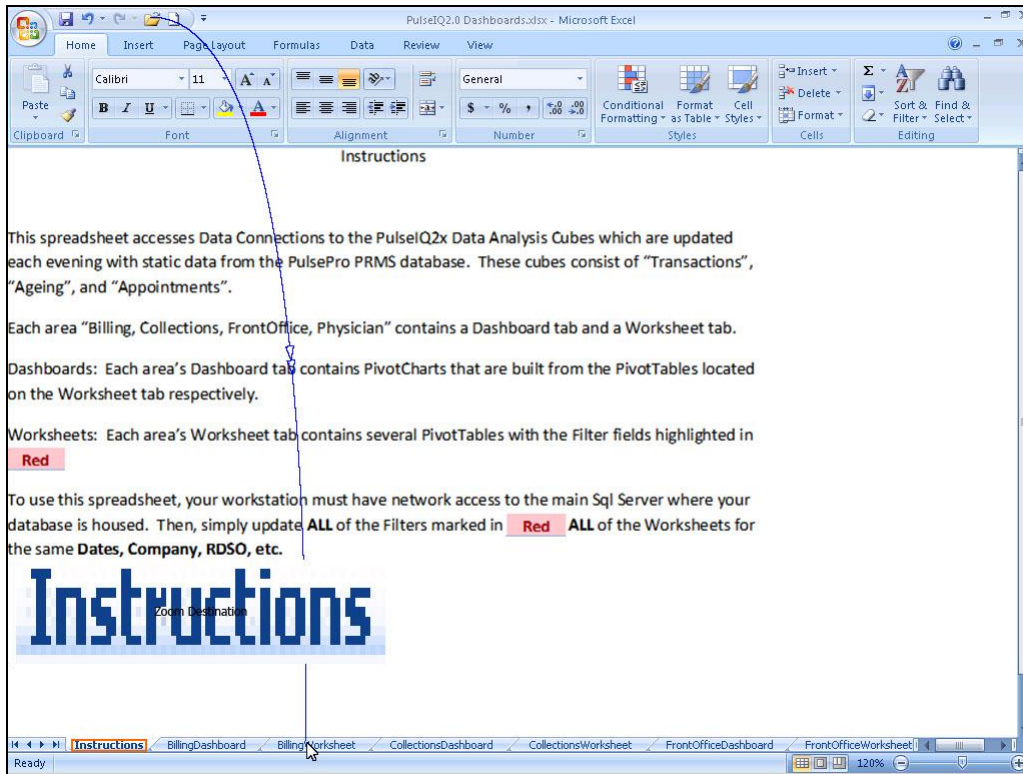 PulseIQ2.0 Dashboards.xlsx - Microsoft Excel
Home Insert Page Layout Formulas Data Review View
Calibri 11 General
Paste
Conditional Formatting Format as Table Cell Styles
Insert
Delete
Format
Sort & Filter Find & Select
Clipboard Font Alignment Number Styles Cells Editing
Instructions
This spreadsheet accesses Data Connections to the PulseIQ2x Data Analysis Cubes which are updated
each evening with static data from the PulsePro PRMS database. These cubes consist of “Transactions”,
“Ageing”, and “Appointments”.
Each area “Billing, Collections, FrontOffice, Physician” contains a Dashboard tab and a Worksheet tab.
Dashboards: Each area’s Dashboard tab contains PivotCharts that are built from the PivotTables located
on the Worksheet tab respectively.
Worksheets: Each area’s Worksheet tab contains several PivotTables with the Filter fields highlighted in
Red
To use this spreadsheet, your workstation must have network access to the main Sql Server where your
database is housed. Then, simply update ALL of the Filters marked in Red ALL of the Worksheets for
the same Dates, Company, RDSO, etc.
Instructions
Zoom Destination
Instructions BillingDashboard BillingWorksheet CollectionsDashboard CollectionsWorksheet FrontOfficeDashboard FrontOfficeWorksheet
Ready 120%